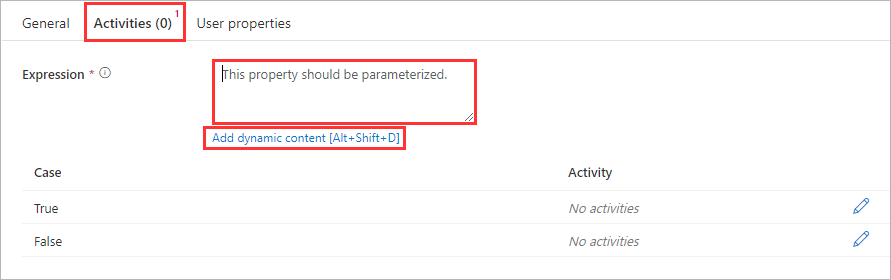 General Activities (0) 1 User properties
Expression * This property should be parameterized.
Add dynamic content [Alt+Shift+D]
Case Activity
True No activities
False No activities